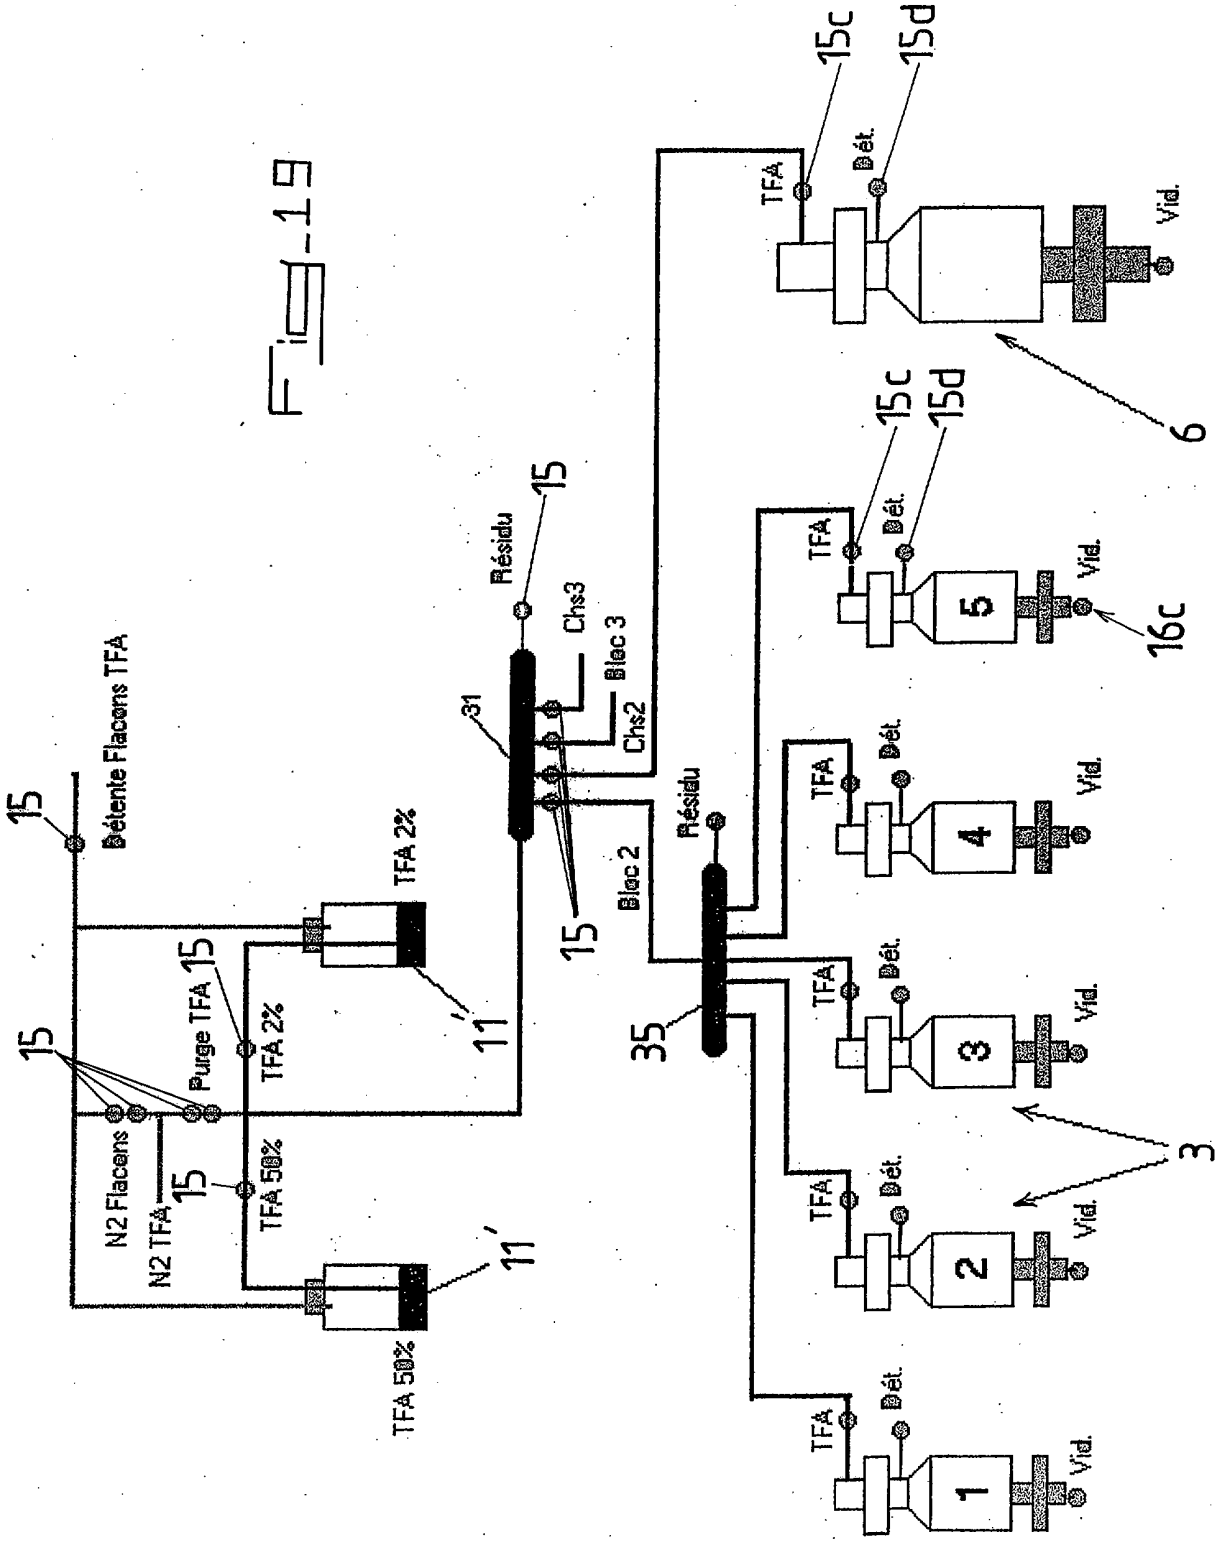 Fig_19
15
Détente Flacons TFA
15
N2 Flacons
N2 TFA
Purge TFA
15
15
TFA 50%
TFA 2%
TFA 50%
11'
TFA 2%
11'
31
Résidu
15
Chs3
Bloc 3
Chs2
Bloc 2
15
35
Résidu
TFA
Dét.
1
Vid.
TFA
Dét.
2
Vid.
TFA
Dét.
3
Vid.
3
TFA
Dét.
4
Vid.
TFA
15c
Dét.
15d
5
Vid.
16c
TFA
15c
Dét.
15d
Vid.
6